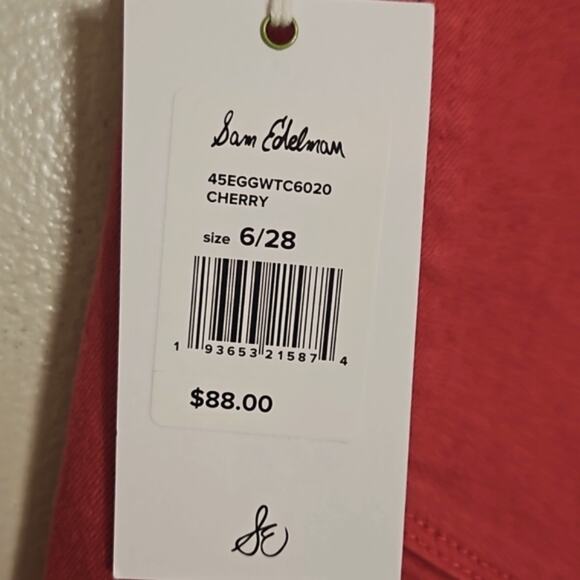 Sam Edelman
45EGGWTC6020
CHERRY
size 6/28
1 93653 21587 4
$88.00
SE